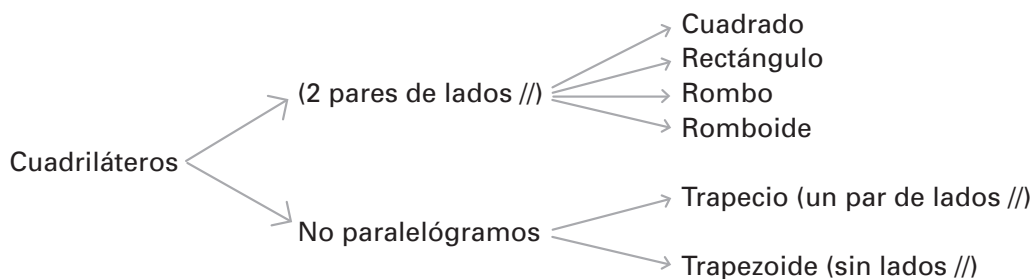 Cuadriláteros
(2 pares de lados //)
Cuadrado
Rectángulo
Rombo
Romboide
No paralelógramos
Trapecio (un par de lados //)
Trapezoide (sin lados //)